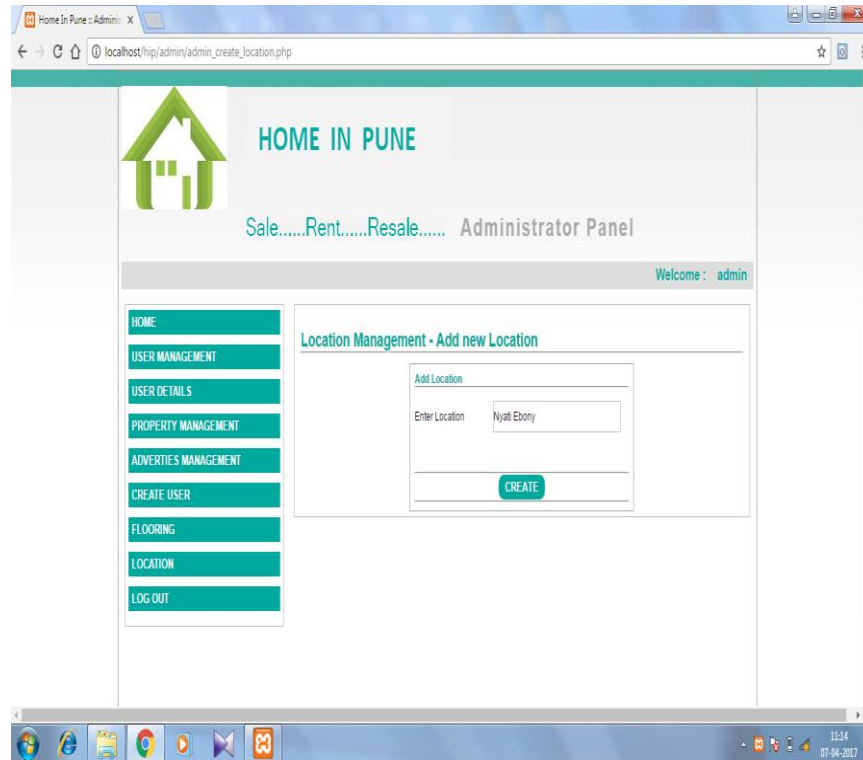 Home In Pune :: Adminis
localhost/hip/admin/admin_create_location.php
HOME IN PUNE
Sale......Rent......Resale...... Administrator Panel
Welcome : admin
HOME
USER MANAGEMENT
USER DETAILS
PROPERTY MANAGEMENT
ADVERTIES MANAGEMENT
CREATE USER
FLOORING
LOCATION
LOG OUT
Location Management - Add new Location
Add Location
Enter Location Nyati Ebony
CREATE
11:14
07-04-2017